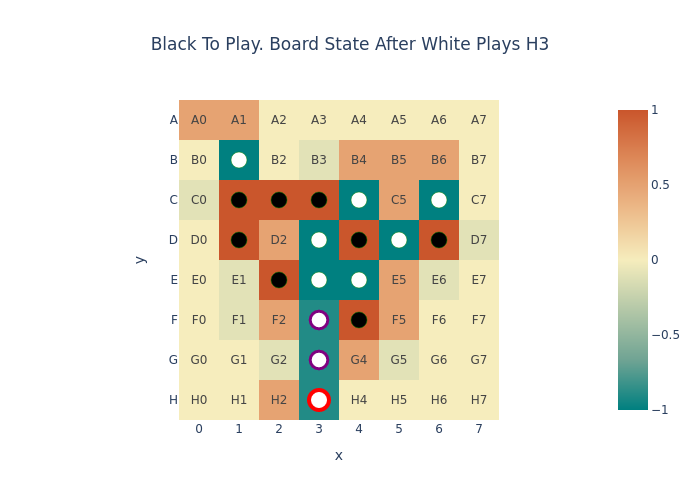 Black To Play. Board State After White Plays H3
A A0 A1 A2 A3 A4 A5 A6 A7
B B0 B2 B3 B4 B5 B6 B7
C C0 C5 C7
D D0 D2 D7
E E0 E1 E5 E6 E7
F F0 F1 F2 F5 F6 F7
G G0 G1 G2 G4 G5 G6 G7
H H0 H1 H2 H4 H5 H6 H7
0 1 2 3 4 5 6 7
x
y
1
0.5
0
−0.5
−1